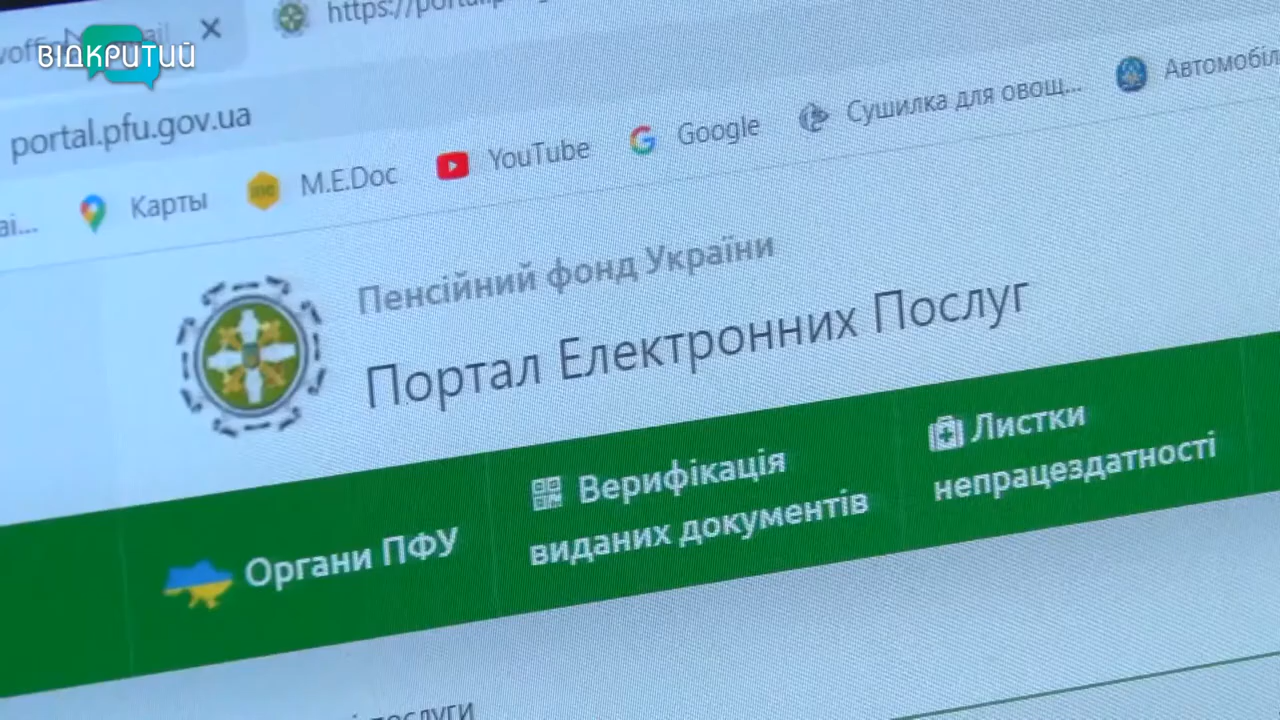 ВІДКРИТИЙ
portal.pfu.gov.ua
Карты
M.E.Doc
YouTube
Google
Сушилка для овощ...
Автомобіл
Пенсійний фонд України
Портал Електронних Послуг
Органи ПФУ
Верифікація
виданих документів
Листки
непрацездатності